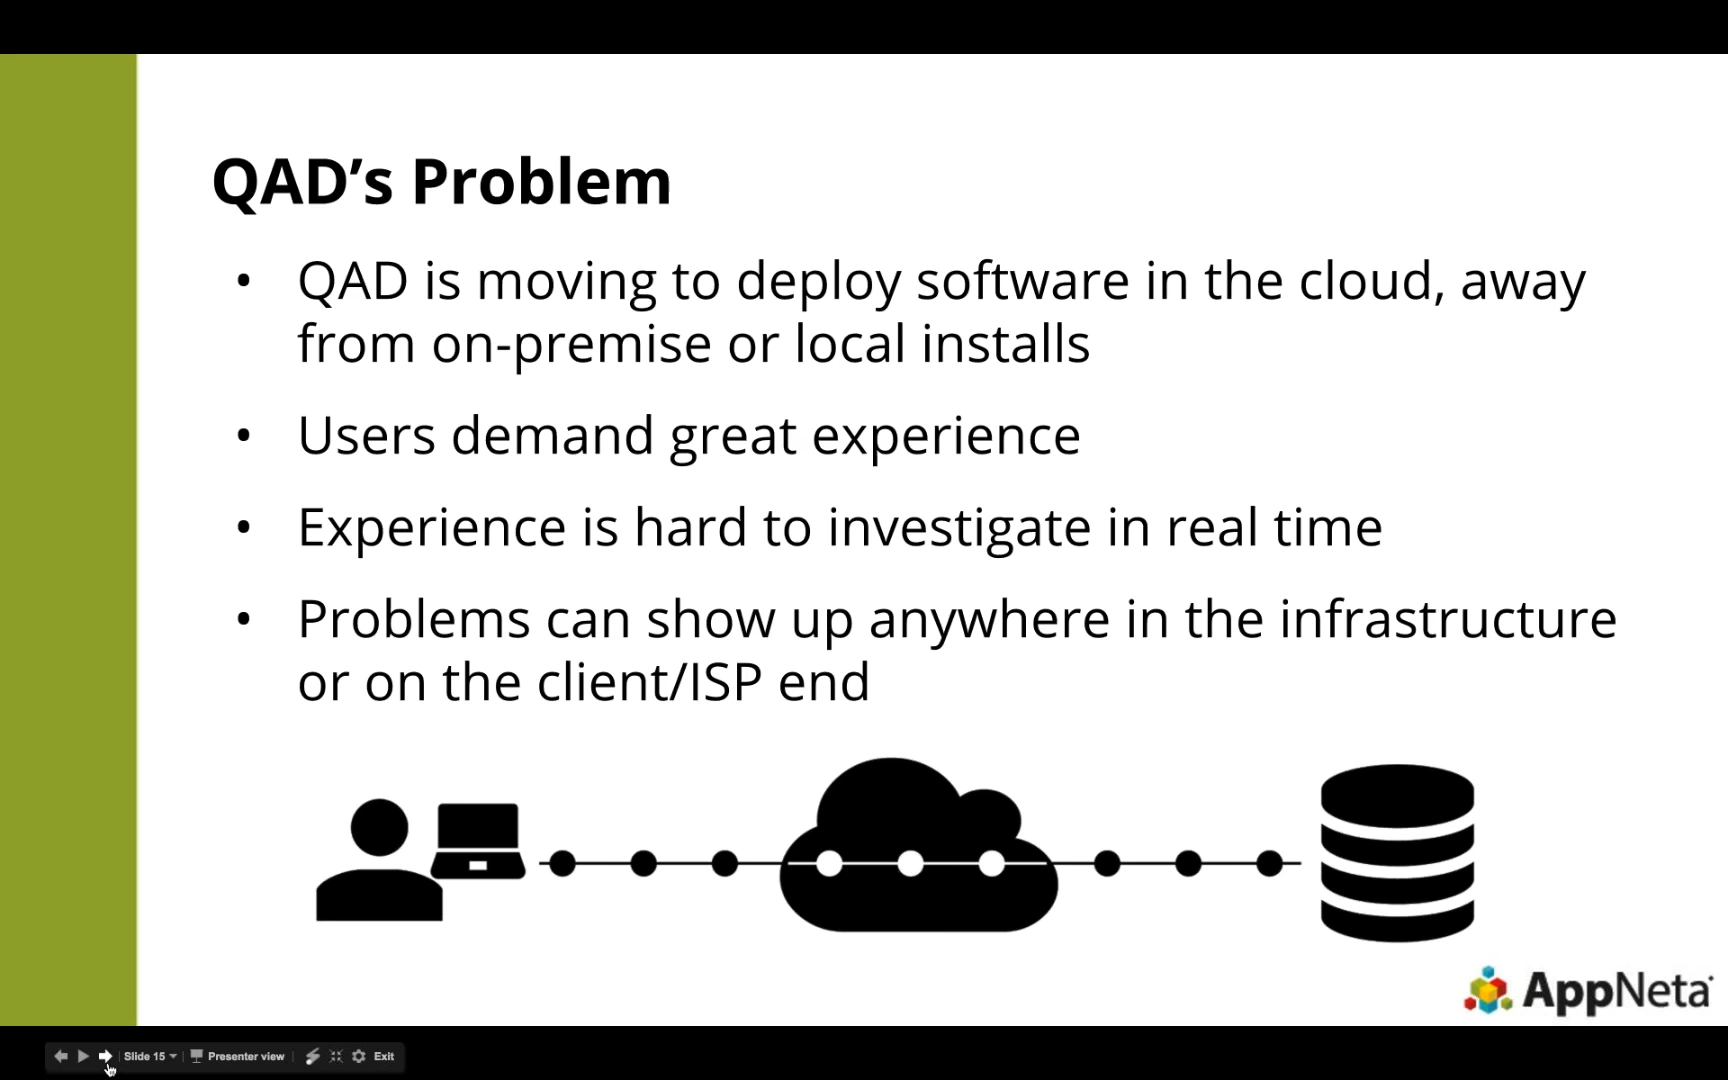 QAD’s Problem
• QAD is moving to deploy software in the cloud, away
from on-premise or local installs
• Users demand great experience
• Experience is hard to investigate in real time
• Problems can show up anywhere in the infrastructure
or on the client/ISP end
AppNeta
Slide 15 Presenter view Exit